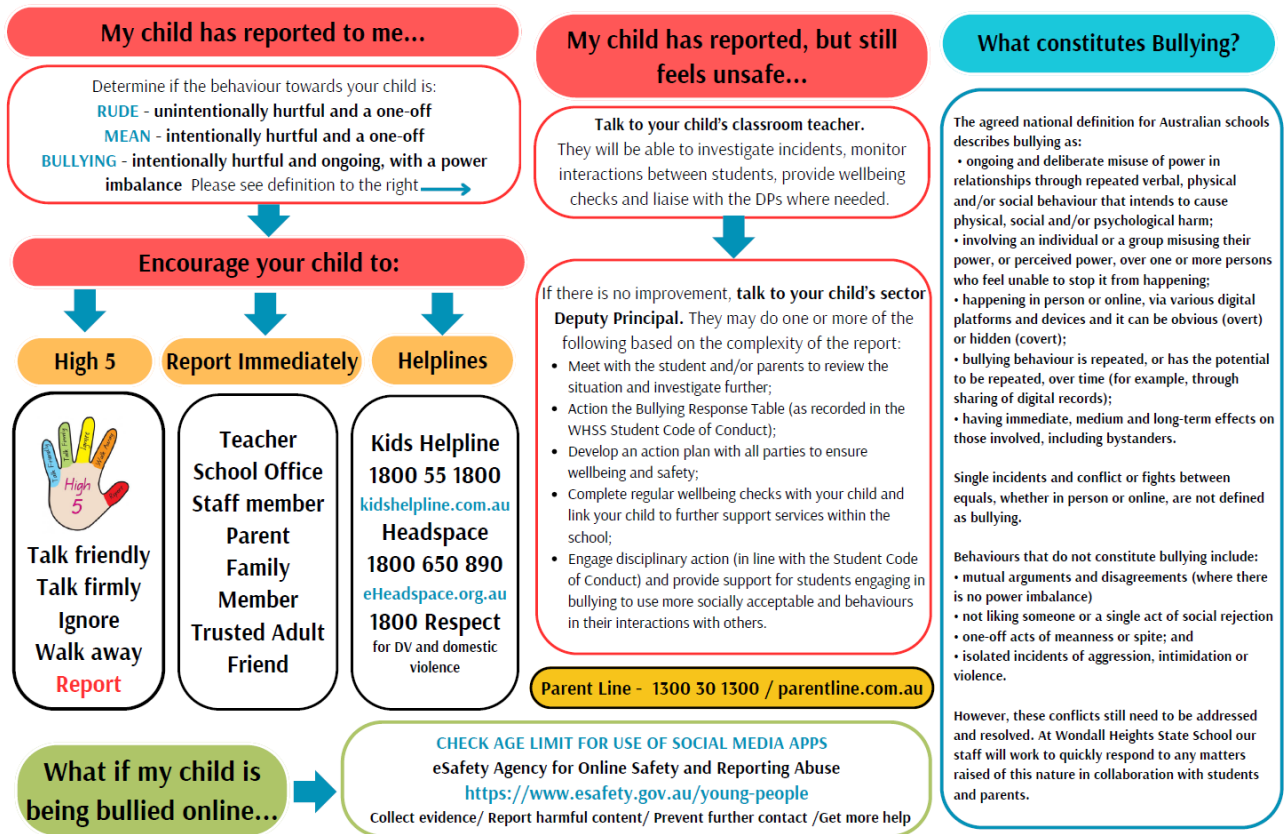 My child has reported to me...
Determine if the behaviour towards your child is:
RUDE - unintentionally hurtful and a one-off
MEAN - intentionally hurtful and a one-off
BULLYING - intentionally hurtful and ongoing, with a power
imbalance Please see definition to the right
Encourage your child to:
High 5
Talk Friendly
Talk Firmly
Ignore
Walk Away
Report
High
5
Talk friendly
Talk firmly
Ignore
Walk away
Report
Report Immediately
Teacher
School Office
Staff member
Parent
Family
Member
Trusted Adult
Friend
Helplines
Kids Helpline
1800 55 1800
kidshelpline.com.au
Headspace
1800 650 890
eHeadspace.org.au
1800 Respect
for DV and domestic
violence
My child has reported, but still
feels unsafe...
Talk to your child's classroom teacher.
They will be able to investigate incidents, monitor
interactions between students, provide wellbeing
checks and liaise with the DPs where needed.
If there is no improvement, talk to your child's sector
Deputy Principal. They may do one or more of the
following based on the complexity of the report:
• Meet with the student and/or parents to review the
situation and investigate further;
• Action the Bullying Response Table (as recorded in the
WHSS Student Code of Conduct);
• Develop an action plan with all parties to ensure
wellbeing and safety;
• Complete regular wellbeing checks with your child and
link your child to further support services within the
school;
• Engage disciplinary action (in line with the Student Code
of Conduct) and provide support for students engaging in
bullying to use more socially acceptable and behaviours
in their interactions with others.
Parent Line - 1300 30 1300 / parentline.com.au
What constitutes Bullying?
The agreed national definition for Australian schools
describes bullying as:
• ongoing and deliberate misuse of power in
relationships through repeated verbal, physical
and/or social behaviour that intends to cause
physical, social and/or psychological harm;
• involving an individual or a group misusing their
power, or perceived power, over one or more persons
who feel unable to stop it from happening;
• happening in person or online, via various digital
platforms and devices and it can be obvious (overt)
or hidden (covert);
• bullying behaviour is repeated, or has the potential
to be repeated, over time (for example, through
sharing of digital records);
• having immediate, medium and long-term effects on
those involved, including bystanders.
Single incidents and conflict or fights between
equals, whether in person or online, are not defined
as bullying.
Behaviours that do not constitute bullying include:
• mutual arguments and disagreements (where there
is no power imbalance)
• not liking someone or a single act of social rejection
• one-off acts of meanness or spite; and
• isolated incidents of aggression, intimidation or
violence.
However, these conflicts still need to be addressed
and resolved. At Wondall Heights State School our
staff will work to quickly respond to any matters
raised of this nature in collaboration with students
and parents.
What if my child is
being bullied online...
CHECK AGE LIMIT FOR USE OF SOCIAL MEDIA APPS
eSafety Agency for Online Safety and Reporting Abuse
https://www.esafety.gov.au/young-people
Collect evidence/ Report harmful content/ Prevent further contact /Get more help